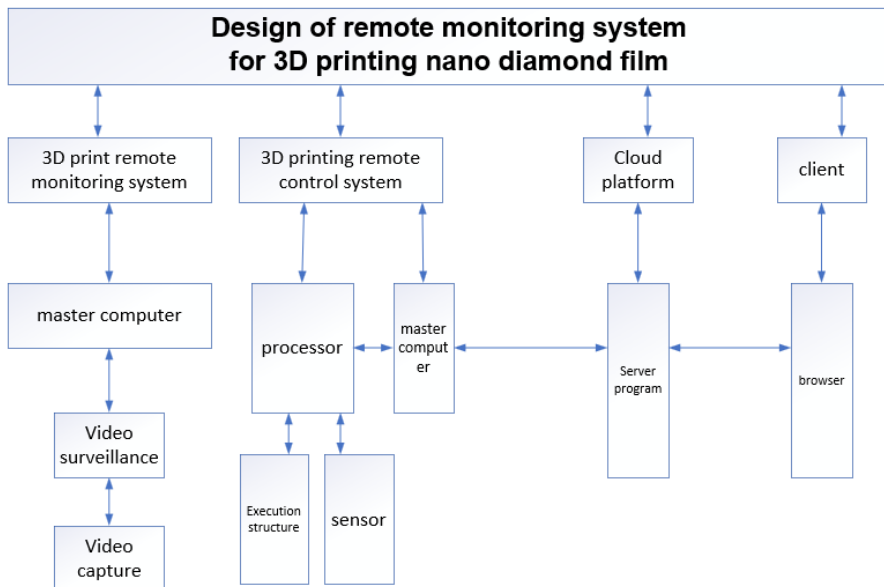 Design of remote monitoring system
for 3D printing nano diamond film
3D print remote
monitoring system
3D printing remote
control system
Cloud
platform
client
master computer
processor
master
comput
er
Server
program
browser
Video
surveillance
Execution
structure
sensor
Video
capture